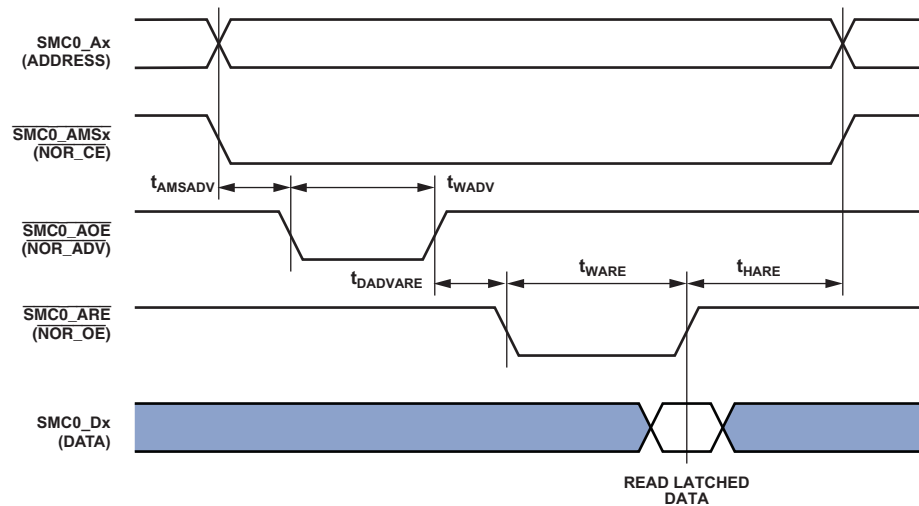 SMC0_Ax
(ADDRESS)
SMC0_AMSx
(NOR_CE)
tAMSADV
tWADV
SMC0_AOE
(NOR_ADV)
tDADVARE
tWARE
tHARE
SMC0_ARE
(NOR_OE)
SMC0_Dx
(DATA)
READ LATCHED
DATA